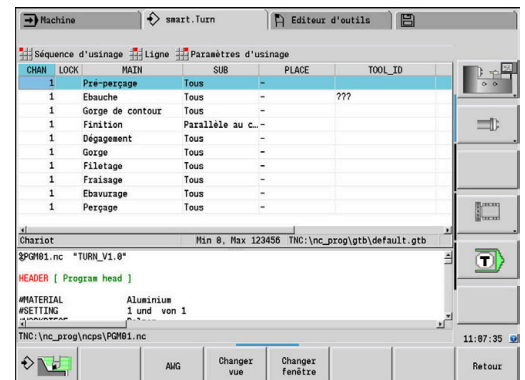 Machine
smart.Turn
Editeur d'outils
Séquence d'usinage Ligne Paramètres d'usinage
CHAN LOCK MAIN SUB PLACE TOOL_ID
1 Pré-perçage Tous -
1 Ebauche Tous - ???
1 Gorge de contour Tous -
1 Finition Parallèle au c…-
1 Dégagement Tous -
1 Gorge Tous -
1 Filetage Tous -
1 Fraisage Tous -
1 Ebavurage Tous -
1 Perçage Tous -
Chariot Min 0, Max 123456 TNC:\nc_prog\gtb\default.gtb
%PGM01.nc "TURN_V1.0"
HEADER [ Program head ]
#MATERIAL Aluminium
#SETTING 1 und von 1
TNC:\nc_prog\ncps\PGM01.nc
T
11:07:35
AWG
Changer vue
Changer fenêtre
Retour